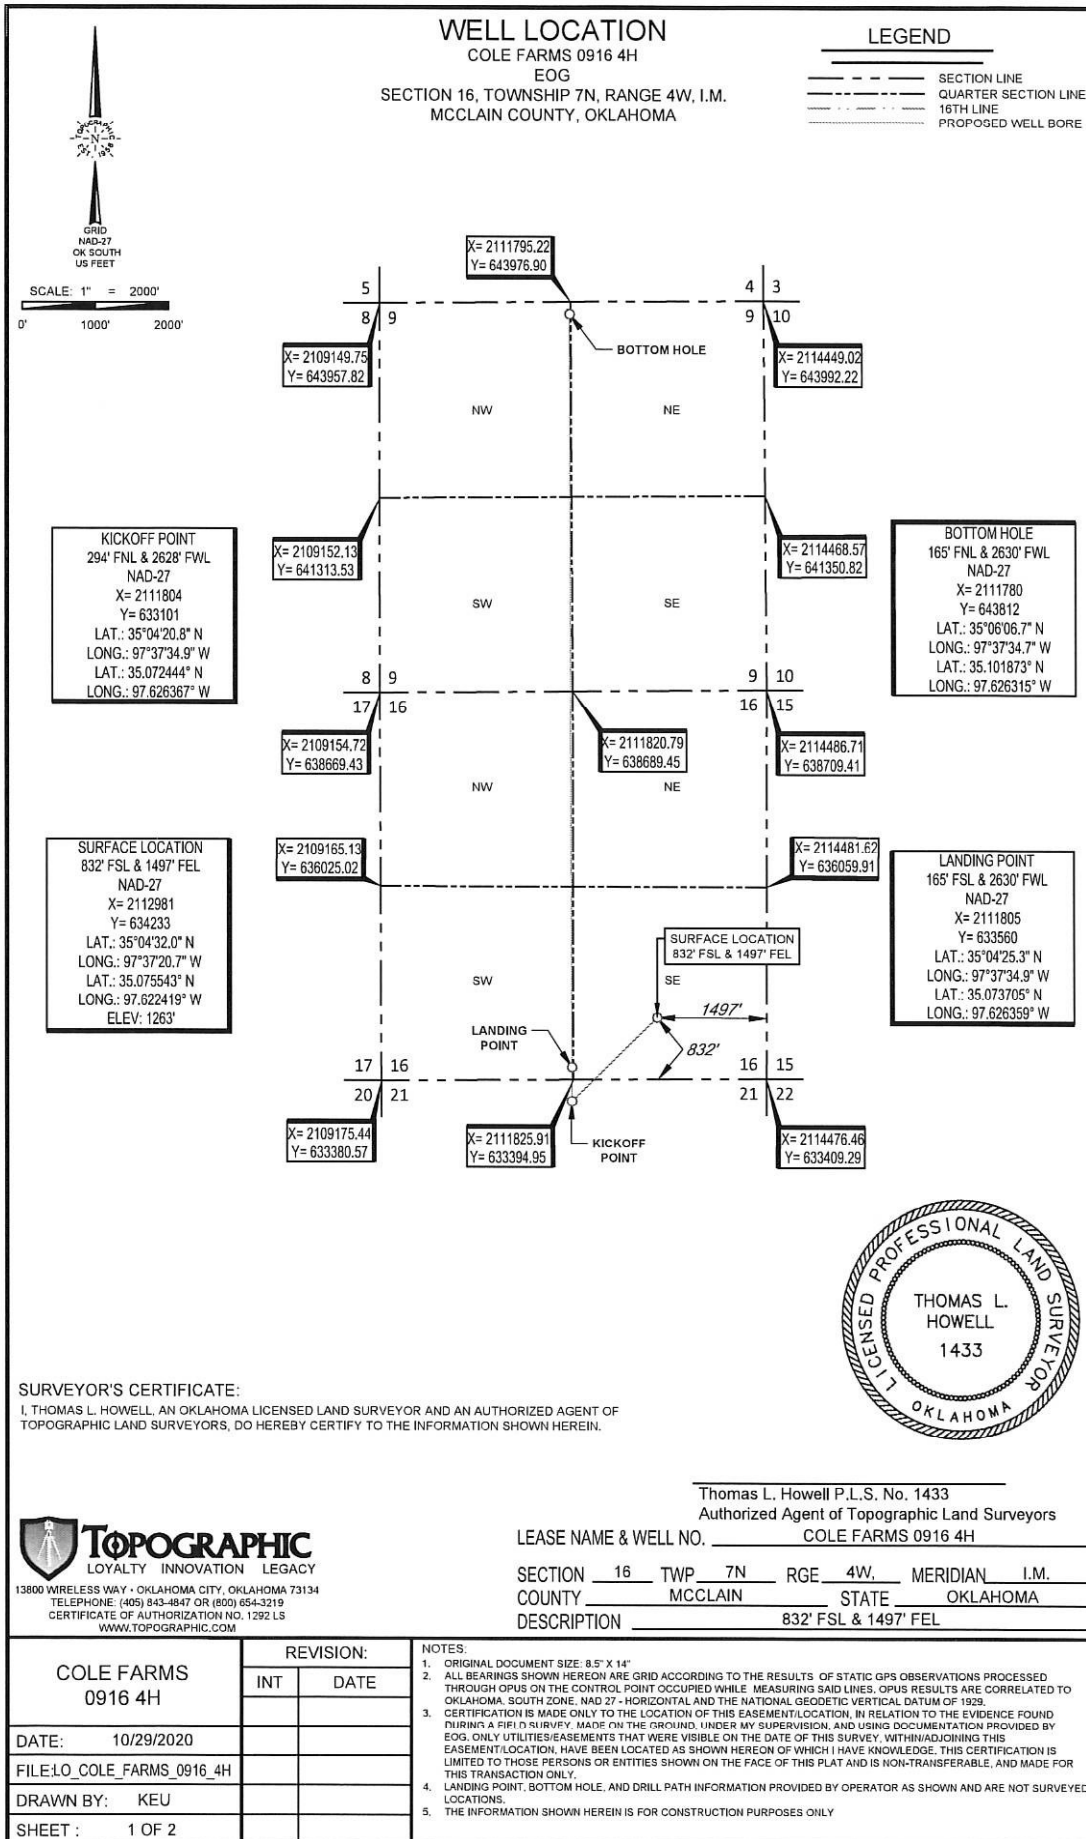 WELL LOCATION
COLE FARMS 0916 4H
EOG
SECTION 16, TOWNSHIP 7N, RANGE 4W, I.M.
MCCLAIN COUNTY, OKLAHOMA
LEGEND
SECTION LINE
QUARTER SECTION LINE
16TH LINE
PROPOSED WELL BORE
TOPOGRAPHIC
N
EST. 1958
GRID
NAD-27
OK SOUTH
US FEET
SCALE: 1" = 2000'
0' 1000' 2000'
X= 2111795.22
Y= 643976.90
5
8 9
4 3
9 10
BOTTOM HOLE
X= 2109149.75
Y= 643957.82
X= 2114449.02
Y= 643992.22
NW NE
KICKOFF POINT
294' FNL & 2628' FWL
NAD-27
X= 2111804
Y= 633101
LAT.: 35°04'20.8" N
LONG.: 97°37'34.9" W
LAT.: 35.072444° N
LONG.: 97.626367° W
X= 2109152.13
Y= 641313.53
X= 2114468.57
Y= 641350.82
BOTTOM HOLE
165' FNL & 2630' FWL
NAD-27
X= 2111780
Y= 643812
LAT.: 35°06'06.7" N
LONG.: 97°37'34.7" W
LAT.: 35.101873° N
LONG.: 97.626315° W
SW SE
8 9
17 16
9 10
16 15
X= 2109154.72
Y= 638669.43
X= 2111820.79
Y= 638689.45
X= 2114486.71
Y= 638709.41
NW NE
SURFACE LOCATION
832' FSL & 1497' FEL
NAD-27
X= 2112981
Y= 634233
LAT.: 35°04'32.0" N
LONG.: 97°37'20.7" W
LAT.: 35.075543° N
LONG.: 97.622419° W
ELEV: 1263'
X= 2109165.13
Y= 636025.02
X= 2114481.62
Y= 636059.91
LANDING POINT
165' FSL & 2630' FWL
NAD-27
X= 2111805
Y= 633560
LAT.: 35°04'25.3" N
LONG.: 97°37'34.9" W
LAT.: 35.073705° N
LONG.: 97.626359° W
SURFACE LOCATION
832' FSL & 1497' FEL
SW SE
1497'
832'
LANDING
POINT
17 16
20 21
16 15
21 22
X= 2109175.44
Y= 633380.57
X= 2111825.91
Y= 633394.95
KICKOFF
POINT
X= 2114476.46
Y= 633409.29
LICENSED PROFESSIONAL LAND SURVEYOR
THOMAS L.
HOWELL
1433
OKLAHOMA
SURVEYOR'S CERTIFICATE:
I, THOMAS L. HOWELL, AN OKLAHOMA LICENSED LAND SURVEYOR AND AN AUTHORIZED AGENT OF
TOPOGRAPHIC LAND SURVEYORS, DO HEREBY CERTIFY TO THE INFORMATION SHOWN HEREIN.
Thomas L. Howell P.L.S. No. 1433
Authorized Agent of Topographic Land Surveyors
TOPOGRAPHIC
LOYALTY INNOVATION LEGACY
13800 WIRELESS WAY • OKLAHOMA CITY, OKLAHOMA 73134
TELEPHONE: (405) 843-4847 OR (800) 654-3219
CERTIFICATE OF AUTHORIZATION NO. 1292 LS
WWW.TOPOGRAPHIC.COM
LEASE NAME & WELL NO. COLE FARMS 0916 4H
SECTION 16 TWP 7N RGE 4W, MERIDIAN I.M.
COUNTY MCCLAIN STATE OKLAHOMA
DESCRIPTION 832' FSL & 1497' FEL
COLE FARMS
0916 4H
DATE: 10/29/2020
FILE:LO_COLE_FARMS_0916_4H
DRAWN BY: KEU
SHEET : 1 OF 2
REVISION:
INT DATE
NOTES:
1. ORIGINAL DOCUMENT SIZE: 8.5" X 14"
2. ALL BEARINGS SHOWN HEREON ARE GRID ACCORDING TO THE RESULTS OF STATIC GPS OBSERVATIONS PROCESSED
THROUGH OPUS ON THE CONTROL POINT OCCUPIED WHILE MEASURING SAID LINES. OPUS RESULTS ARE CORRELATED TO
OKLAHOMA, SOUTH ZONE, NAD 27 - HORIZONTAL AND THE NATIONAL GEODETIC VERTICAL DATUM OF 1929.
3. CERTIFICATION IS MADE ONLY TO THE LOCATION OF THIS EASEMENT/LOCATION, IN RELATION TO THE EVIDENCE FOUND
DURING A FIELD SURVEY, MADE ON THE GROUND, UNDER MY SUPERVISION, AND USING DOCUMENTATION PROVIDED BY
EOG. ONLY UTILITIES/EASEMENTS THAT WERE VISIBLE ON THE DATE OF THIS SURVEY, WITHIN/ADJOINING THIS
EASEMENT/LOCATION, HAVE BEEN LOCATED AS SHOWN HEREON OF WHICH I HAVE KNOWLEDGE. THIS CERTIFICATION IS
LIMITED TO THOSE PERSONS OR ENTITIES SHOWN ON THE FACE OF THIS PLAT AND IS NON-TRANSFERABLE, AND MADE FOR
THIS TRANSACTION ONLY.
4. LANDING POINT, BOTTOM HOLE, AND DRILL PATH INFORMATION PROVIDED BY OPERATOR AS SHOWN AND ARE NOT SURVEYED
LOCATIONS.
5. THE INFORMATION SHOWN HEREIN IS FOR CONSTRUCTION PURPOSES ONLY